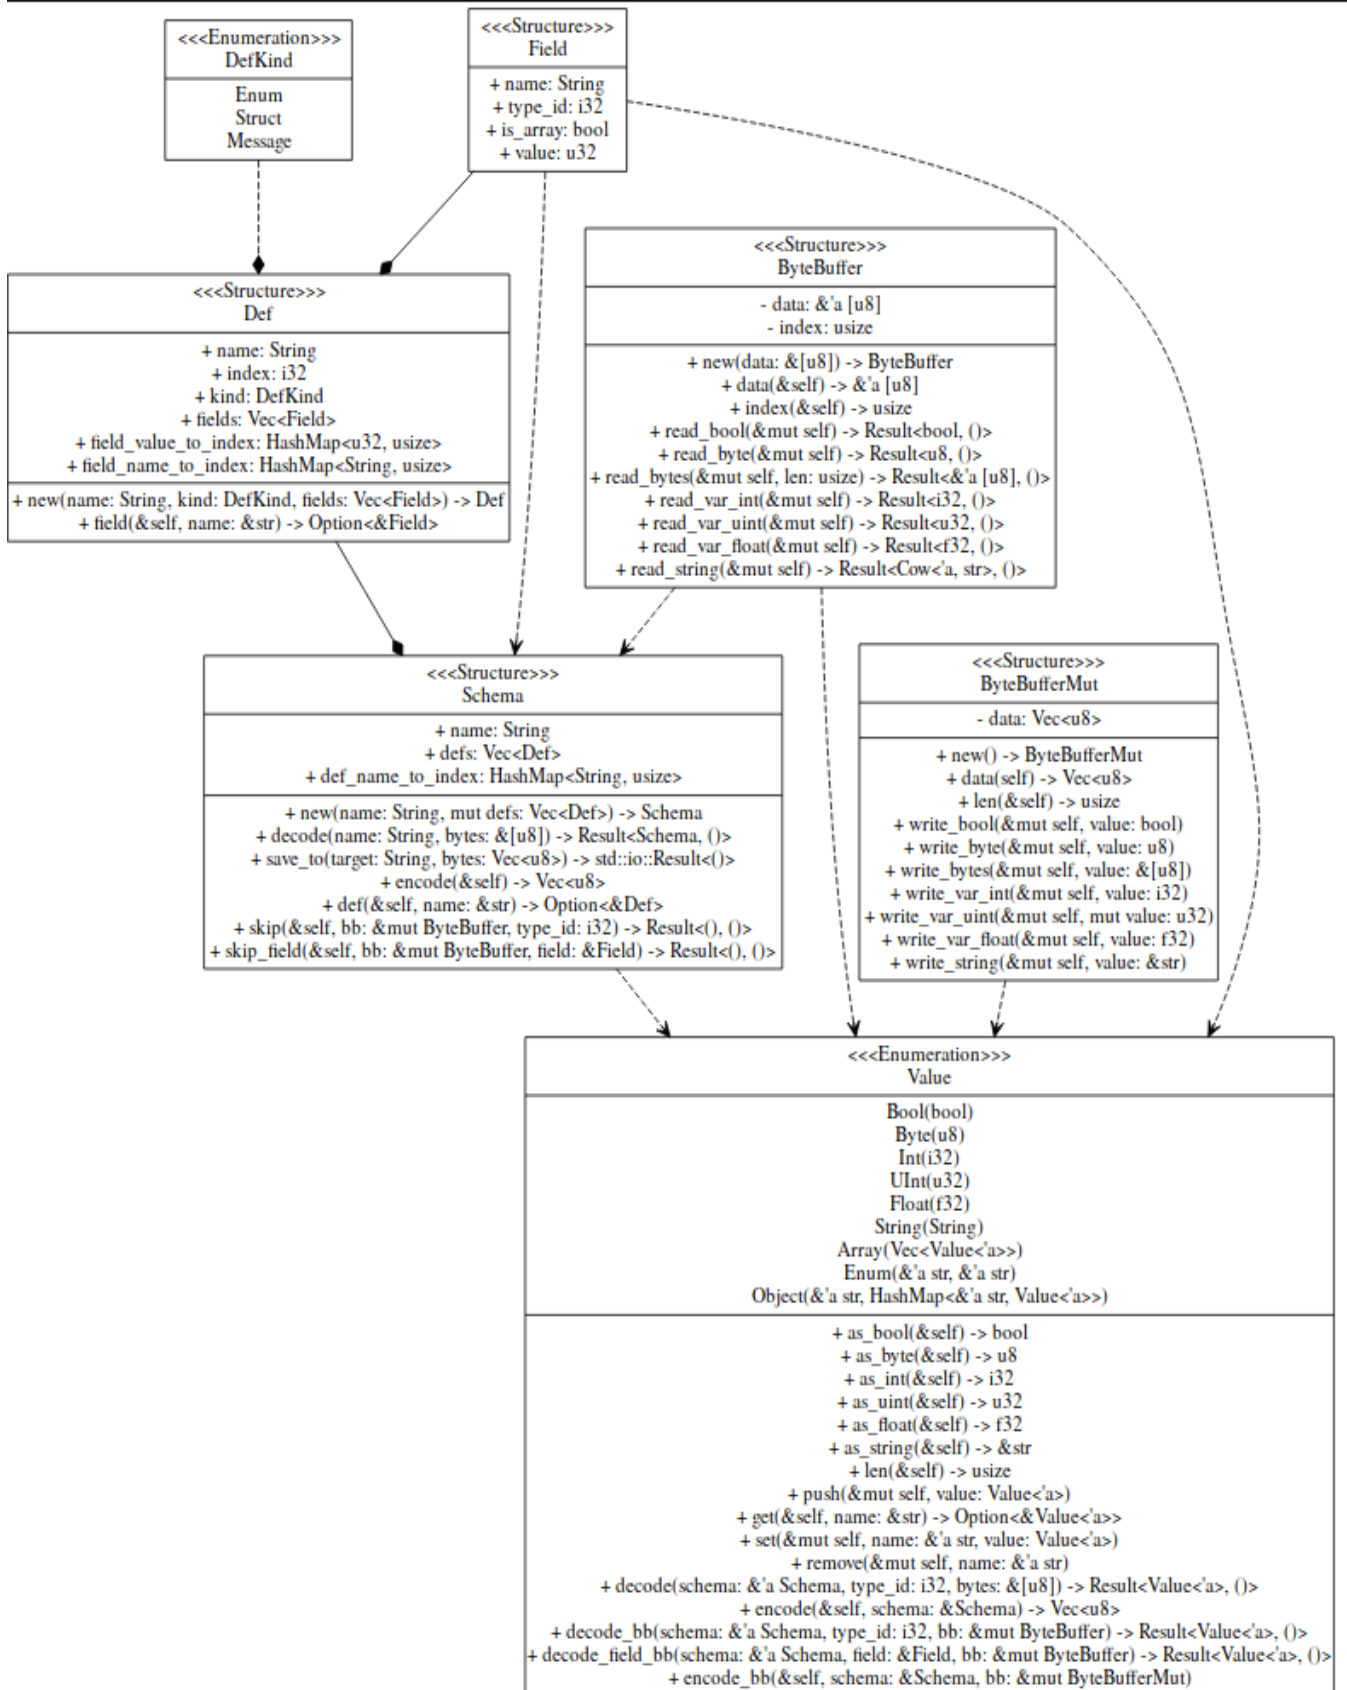 <<<Enumeration>>>
DefKind
Enum
Struct
Message
<<<Structure>>>
Field
+ name: String
+ type_id: i32
+ is_array: bool
+ value: u32
<<<Structure>>>
Def
+ name: String
+ index: i32
+ kind: DefKind
+ fields: Vec<Field>
+ field_value_to_index: HashMap<u32, usize>
+ field_name_to_index: HashMap<String, usize>
+ new(name: String, kind: DefKind, fields: Vec<Field>) -> Def
+ field(&self, name: &str) -> Option<&Field>
<<<Structure>>>
ByteBuffer
- data: &'a [u8]
- index: usize
+ new(data: &[u8]) -> ByteBuffer
+ data(&self) -> &'a [u8]
+ index(&self) -> usize
+ read_bool(&mut self) -> Result<bool, ()>
+ read_byte(&mut self) -> Result<u8, ()>
+ read_bytes(&mut self, len: usize) -> Result<&'a [u8], ()>
+ read_var_int(&mut self) -> Result<i32, ()>
+ read_var_uint(&mut self) -> Result<u32, ()>
+ read_var_float(&mut self) -> Result<f32, ()>
+ read_string(&mut self) -> Result<Cow<'a, str>, ()>
<<<Structure>>>
Schema
+ name: String
+ defs: Vec<Def>
+ def_name_to_index: HashMap<String, usize>
+ new(name: String, mut defs: Vec<Def>) -> Schema
+ decode(name: String, bytes: &[u8]) -> Result<Schema, ()>
+ save_to(target: String, bytes: Vec<u8>) -> std::io::Result<()>
+ encode(&self) -> Vec<u8>
+ def(&self, name: &str) -> Option<&Def>
+ skip(&self, bb: &mut ByteBuffer, type_id: i32) -> Result<(), ()>
+ skip_field(&self, bb: &mut ByteBuffer, field: &Field) -> Result<(), ()>
<<<Structure>>>
ByteBufferMut
- data: Vec<u8>
+ new() -> ByteBufferMut
+ data(self) -> Vec<u8>
+ len(&self) -> usize
+ write_bool(&mut self, value: bool)
+ write_byte(&mut self, value: u8)
+ write_bytes(&mut self, value: &[u8])
+ write_var_int(&mut self, value: i32)
+ write_var_uint(&mut self, mut value: u32)
+ write_var_float(&mut self, value: f32)
+ write_string(&mut self, value: &str)
<<<Enumeration>>>
Value
Bool(bool)
Byte(u8)
Int(i32)
UInt(u32)
Float(f32)
String(String)
Array(Vec<Value<'a>>)
Enum(&'a str, &'a str)
Object(&'a str, HashMap<&'a str, Value<'a>>)
+ as_bool(&self) -> bool
+ as_byte(&self) -> u8
+ as_int(&self) -> i32
+ as_uint(&self) -> u32
+ as_float(&self) -> f32
+ as_string(&self) -> &str
+ len(&self) -> usize
+ push(&mut self, value: Value<'a>)
+ get(&self, name: &str) -> Option<&Value<'a>>
+ set(&mut self, name: &'a str, value: Value<'a>)
+ remove(&mut self, name: &'a str)
+ decode(schema: &'a Schema, type_id: i32, bytes: &[u8]) -> Result<Value<'a>, ()>
+ encode(&self, schema: &Schema) -> Vec<u8>
+ decode_bb(schema: &'a Schema, type_id: i32, bb: &mut ByteBuffer) -> Result<Value<'a>, ()>
+ decode_field_bb(schema: &'a Schema, field: &Field, bb: &mut ByteBuffer) -> Result<Value<'a>, ()>
+ encode_bb(&self, schema: &Schema, bb: &mut ByteBufferMut)